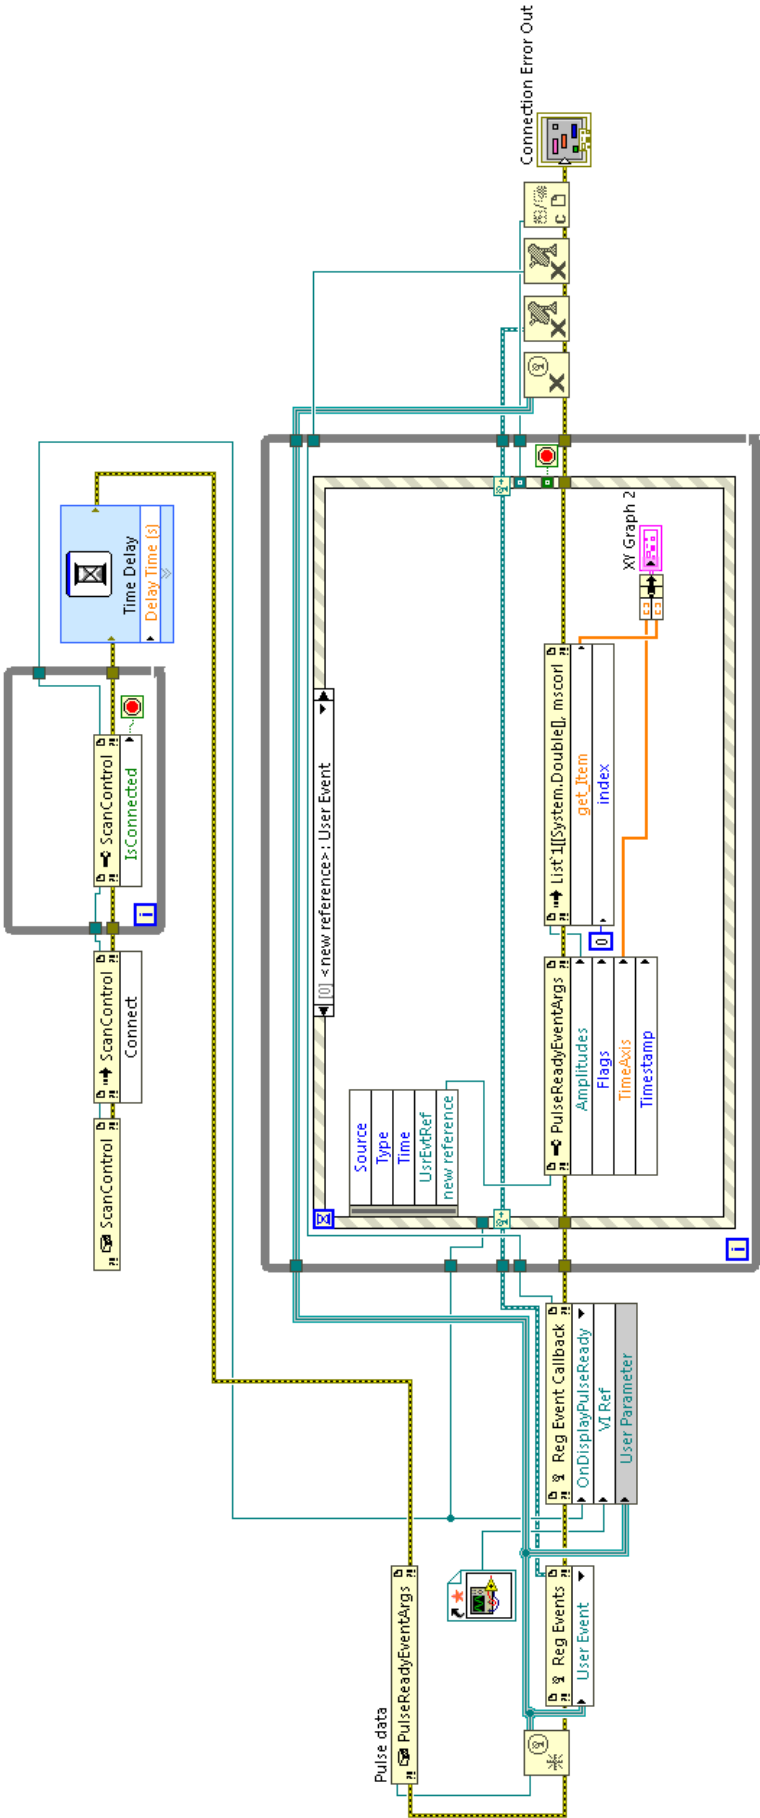 ScanControl
ScanControl
Connect
ScanControl
IsConnected
i
Time Delay
Delay Time (s)
Pulse data
PulseReadyEventArgs
Reg Events
User Event
Reg Event Callback
OnDisplayPulseReady
VI Ref
User Parameter
[0] <new reference>: User Event
Source
Type
Time
UsrEvtRef
new reference
PulseReadyEventArgs
Amplitudes
Flags
TimeAxis
Timestamp
List`1[[System.Double[], mscorl
get_Item
index
0
XY Graph 2
i
Connection Error Out